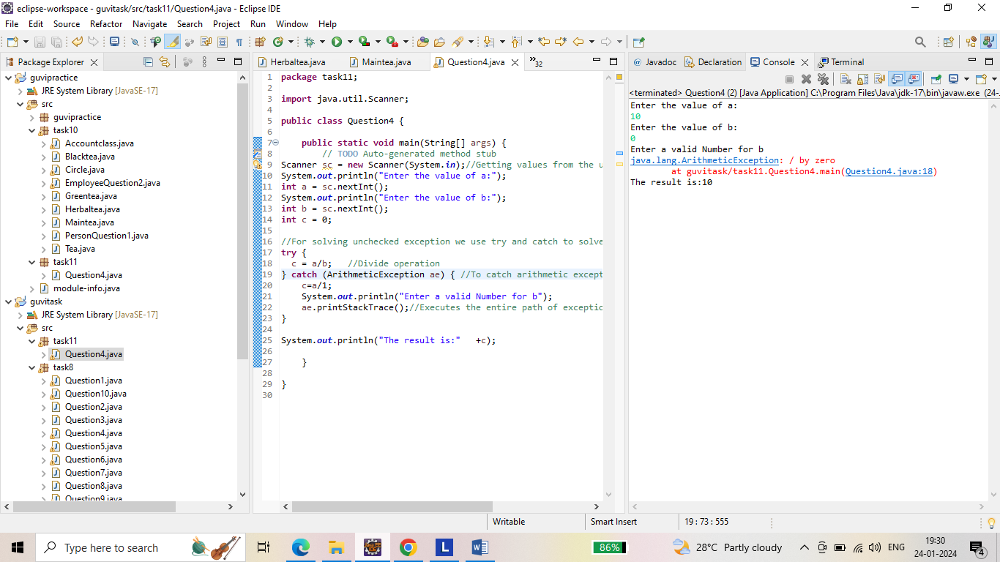 eclipse-workspace - guvitask/src/task11/Question4.java - Eclipse IDE
File Edit Source Refactor Navigate Search Project Run Window Help
Package Explorer
guvipractice
JRE System Library [JavaSE-17]
src
guvipractice
task10
Accountclass.java
Blacktea.java
Circle.java
EmployeeQuestion2.java
Greentea.java
Herbaltea.java
Maintea.java
PersonQuestion1.java
Tea.java
task11
Question4.java
module-info.java
guvitask
JRE System Library [JavaSE-17]
src
task11
Question4.java
task8
Question1.java
Question10.java
Question2.java
Question3.java
Question4.java
Question5.java
Question6.java
Question7.java
Question8.java
Question9.java
Herbaltea.java Maintea.java Question4.java »32
1 package task11;
2
3 import java.util.Scanner;
4
5 public class Question4 {
6
7 public static void main(String[] args) {
8 // TODO Auto-generated method stub
9 Scanner sc = new Scanner(System.in);//Getting values from the u
10 System.out.println("Enter the value of a:");
11 int a = sc.nextInt();
12 System.out.println("Enter the value of b:");
13 int b = sc.nextInt();
14 int c = 0;
15
16 //For solving unchecked exception we use try and catch to solve
17 try {
18 c = a/b; //Divide operation
19 } catch (ArithmeticException ae) { //To catch arithmetic except
20 c=a/1;
21 System.out.println("Enter a valid Number for b");
22 ae.printStackTrace();//Executes the entire path of exceptio
23 }
24
25 System.out.println("The result is:" +c);
26
27 }
28
29 }
30
Javadoc Declaration Console Terminal
<terminated> Question4 (2) [Java Application] C:\Program Files\Java\jdk-17\bin\javaw.exe (24-
Enter the value of a:
10
Enter the value of b:
0
Enter a valid Number for b
java.lang.ArithmeticException: / by zero
at guvitask/task11.Question4.main(Question4.java:18)
The result is:10
Writable Smart Insert 19 : 73 : 555
Type here to search
86%
28°C Partly cloudy
ENG
19:30
24-01-2024
4